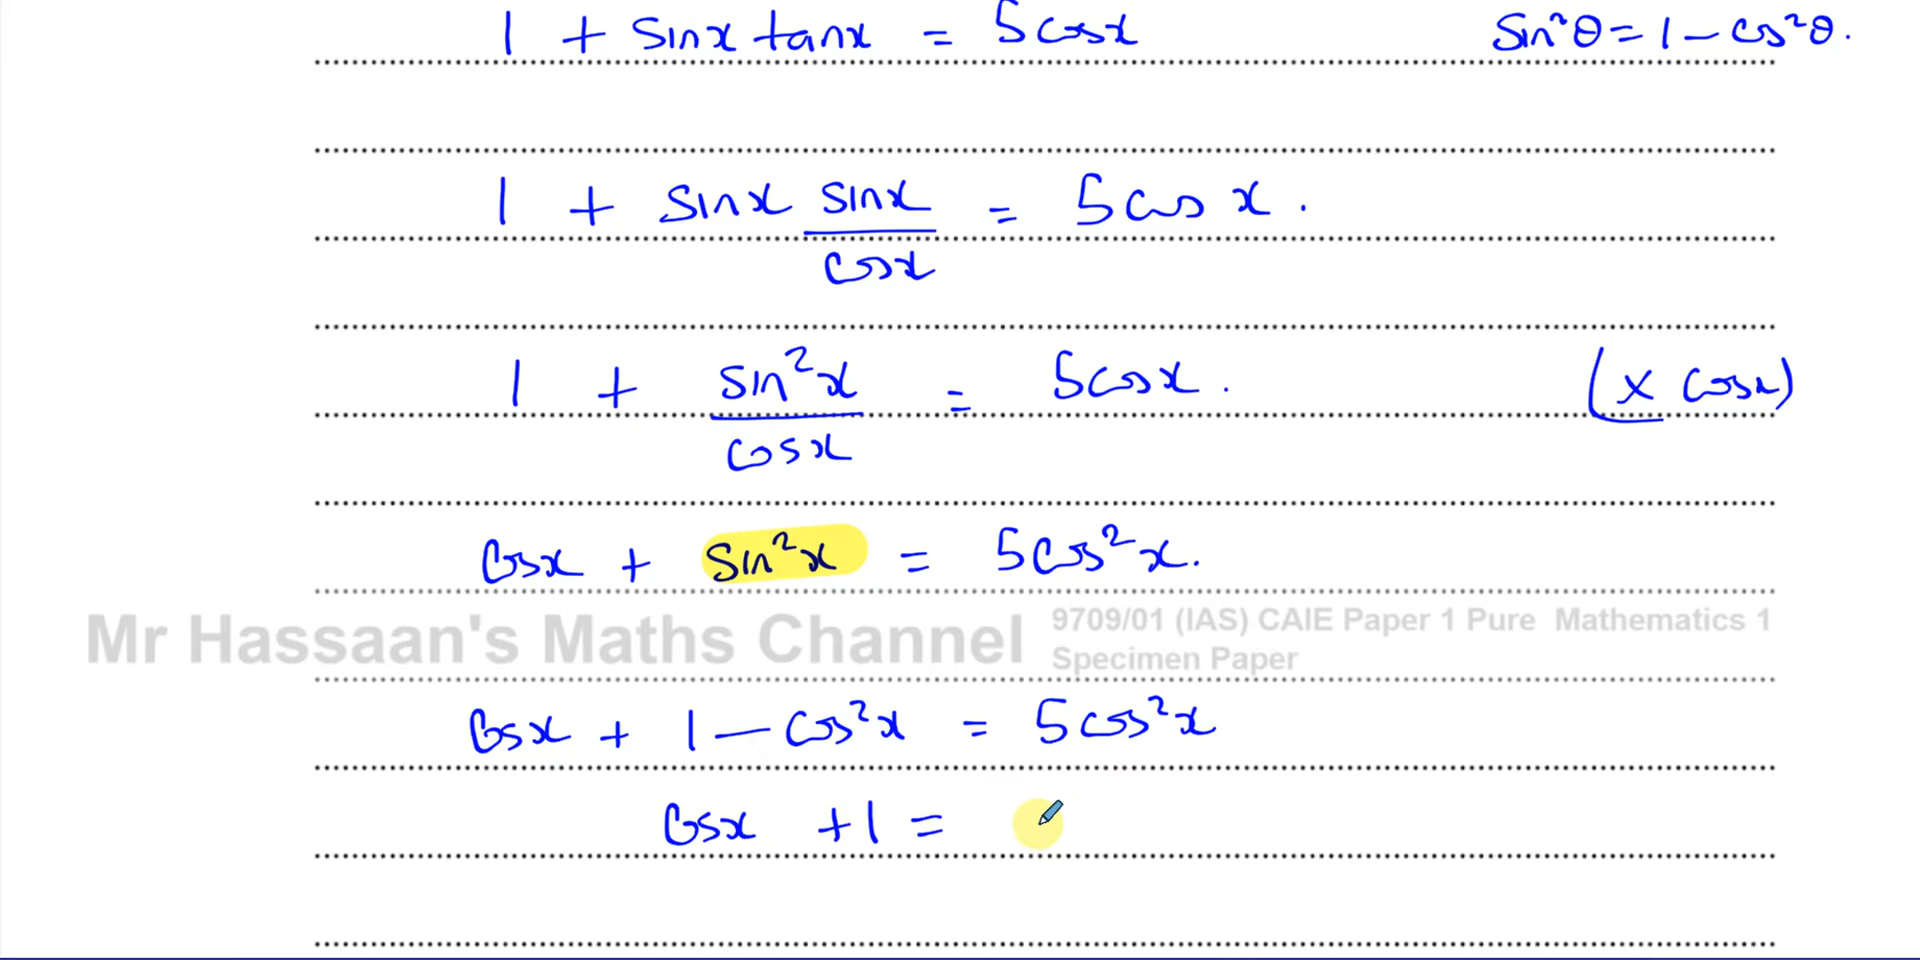 1 + sinx tanx = 5cosx
sin²θ = 1 − cos²θ.
1 + sinx sinx/cosx = 5cos x.
1 + sin²x/cosx = 5cosx.
(x cosx)
cosx + sin²x = 5cos²x.
Mr Hassaan's Maths Channel
9709/01 (IAS) CAIE Paper 1 Pure Mathematics 1
Specimen Paper
cosx + 1 − cos²x = 5cos²x
cosx +1 =